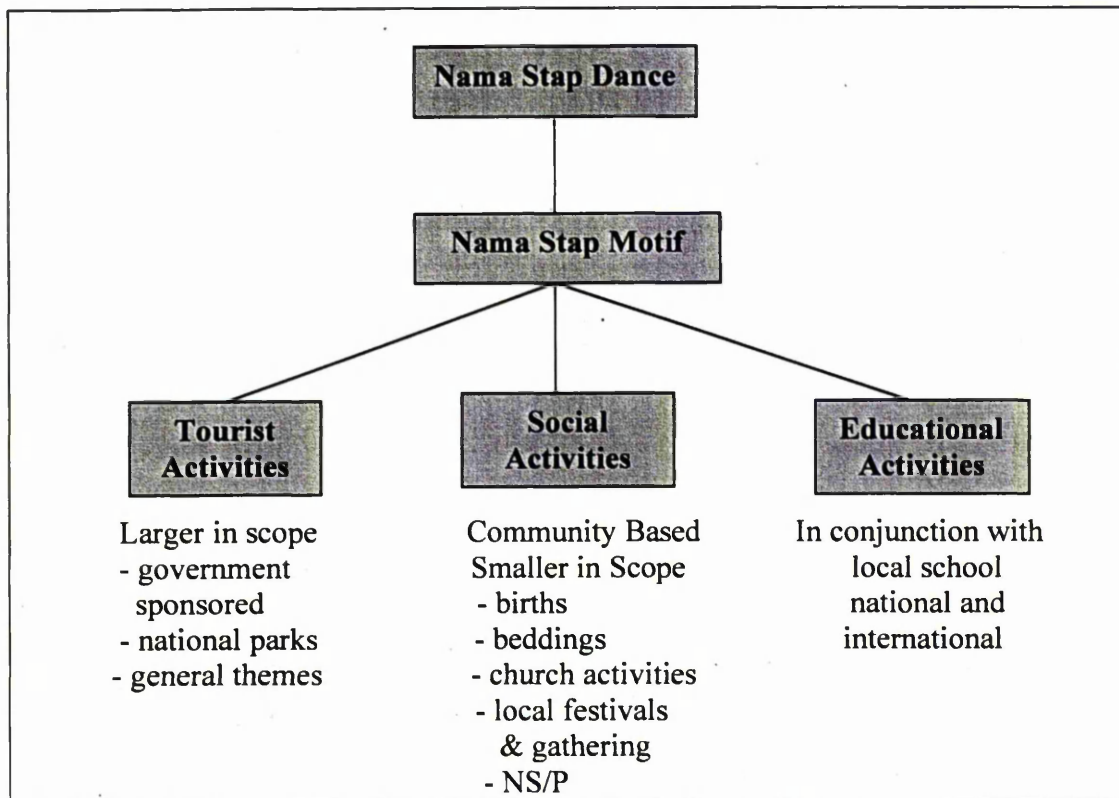 Nama Stap Dance
Nama Stap Motif
Tourist
Activities
Larger in scope
- government
sponsored
- national parks
- general themes
Social
Activities
Community Based
Smaller in Scope
- births
- beddings
- church activities
- local festivals
& gathering
- NS/P
Educational
Activities
In conjunction with
local school
national and
international